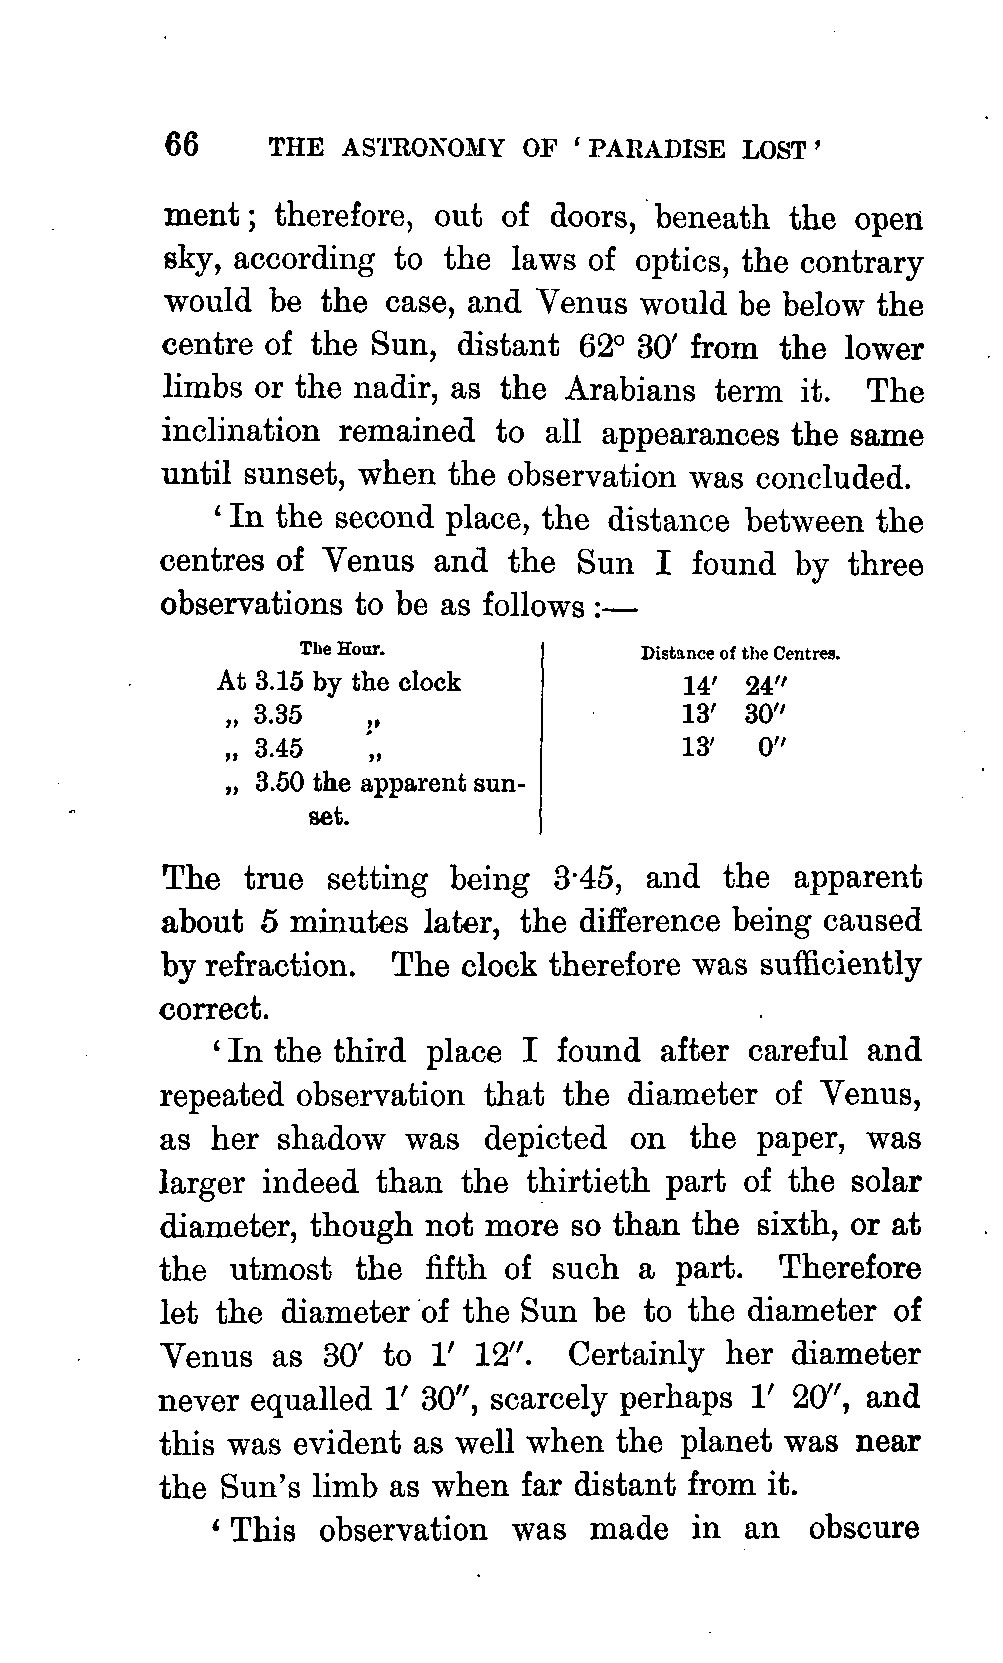 66 THE ASTRONOMY OF ‘PARADISE LOST’
ment; therefore, out of doors, beneath the open
sky, according to the laws of optics, the contrary
would be the case, and Venus would be below the
centre of the Sun, distant 62° 30′ from the lower
limbs or the nadir, as the Arabians term it. The
inclination remained to all appearances the same
until sunset, when the observation was concluded.
‘In the second place, the distance between the
centres of Venus and the Sun I found by three
observations to be as follows:—
The Hour. Distance of the Centres.
At 3.15 by the clock 14′ 24″
„ 3.35 „ 13′ 30″
„ 3.45 „ 13′ 0″
„ 3.50 the apparent sun-
set.
The true setting being 3·45, and the apparent
about 5 minutes later, the difference being caused
by refraction. The clock therefore was sufficiently
correct.
‘In the third place I found after careful and
repeated observation that the diameter of Venus,
as her shadow was depicted on the paper, was
larger indeed than the thirtieth part of the solar
diameter, though not more so than the sixth, or at
the utmost the fifth of such a part. Therefore
let the diameter of the Sun be to the diameter of
Venus as 30′ to 1′ 12″. Certainly her diameter
never equalled 1′ 30″, scarcely perhaps 1′ 20″, and
this was evident as well when the planet was near
the Sun’s limb as when far distant from it.
‘This observation was made in an obscure